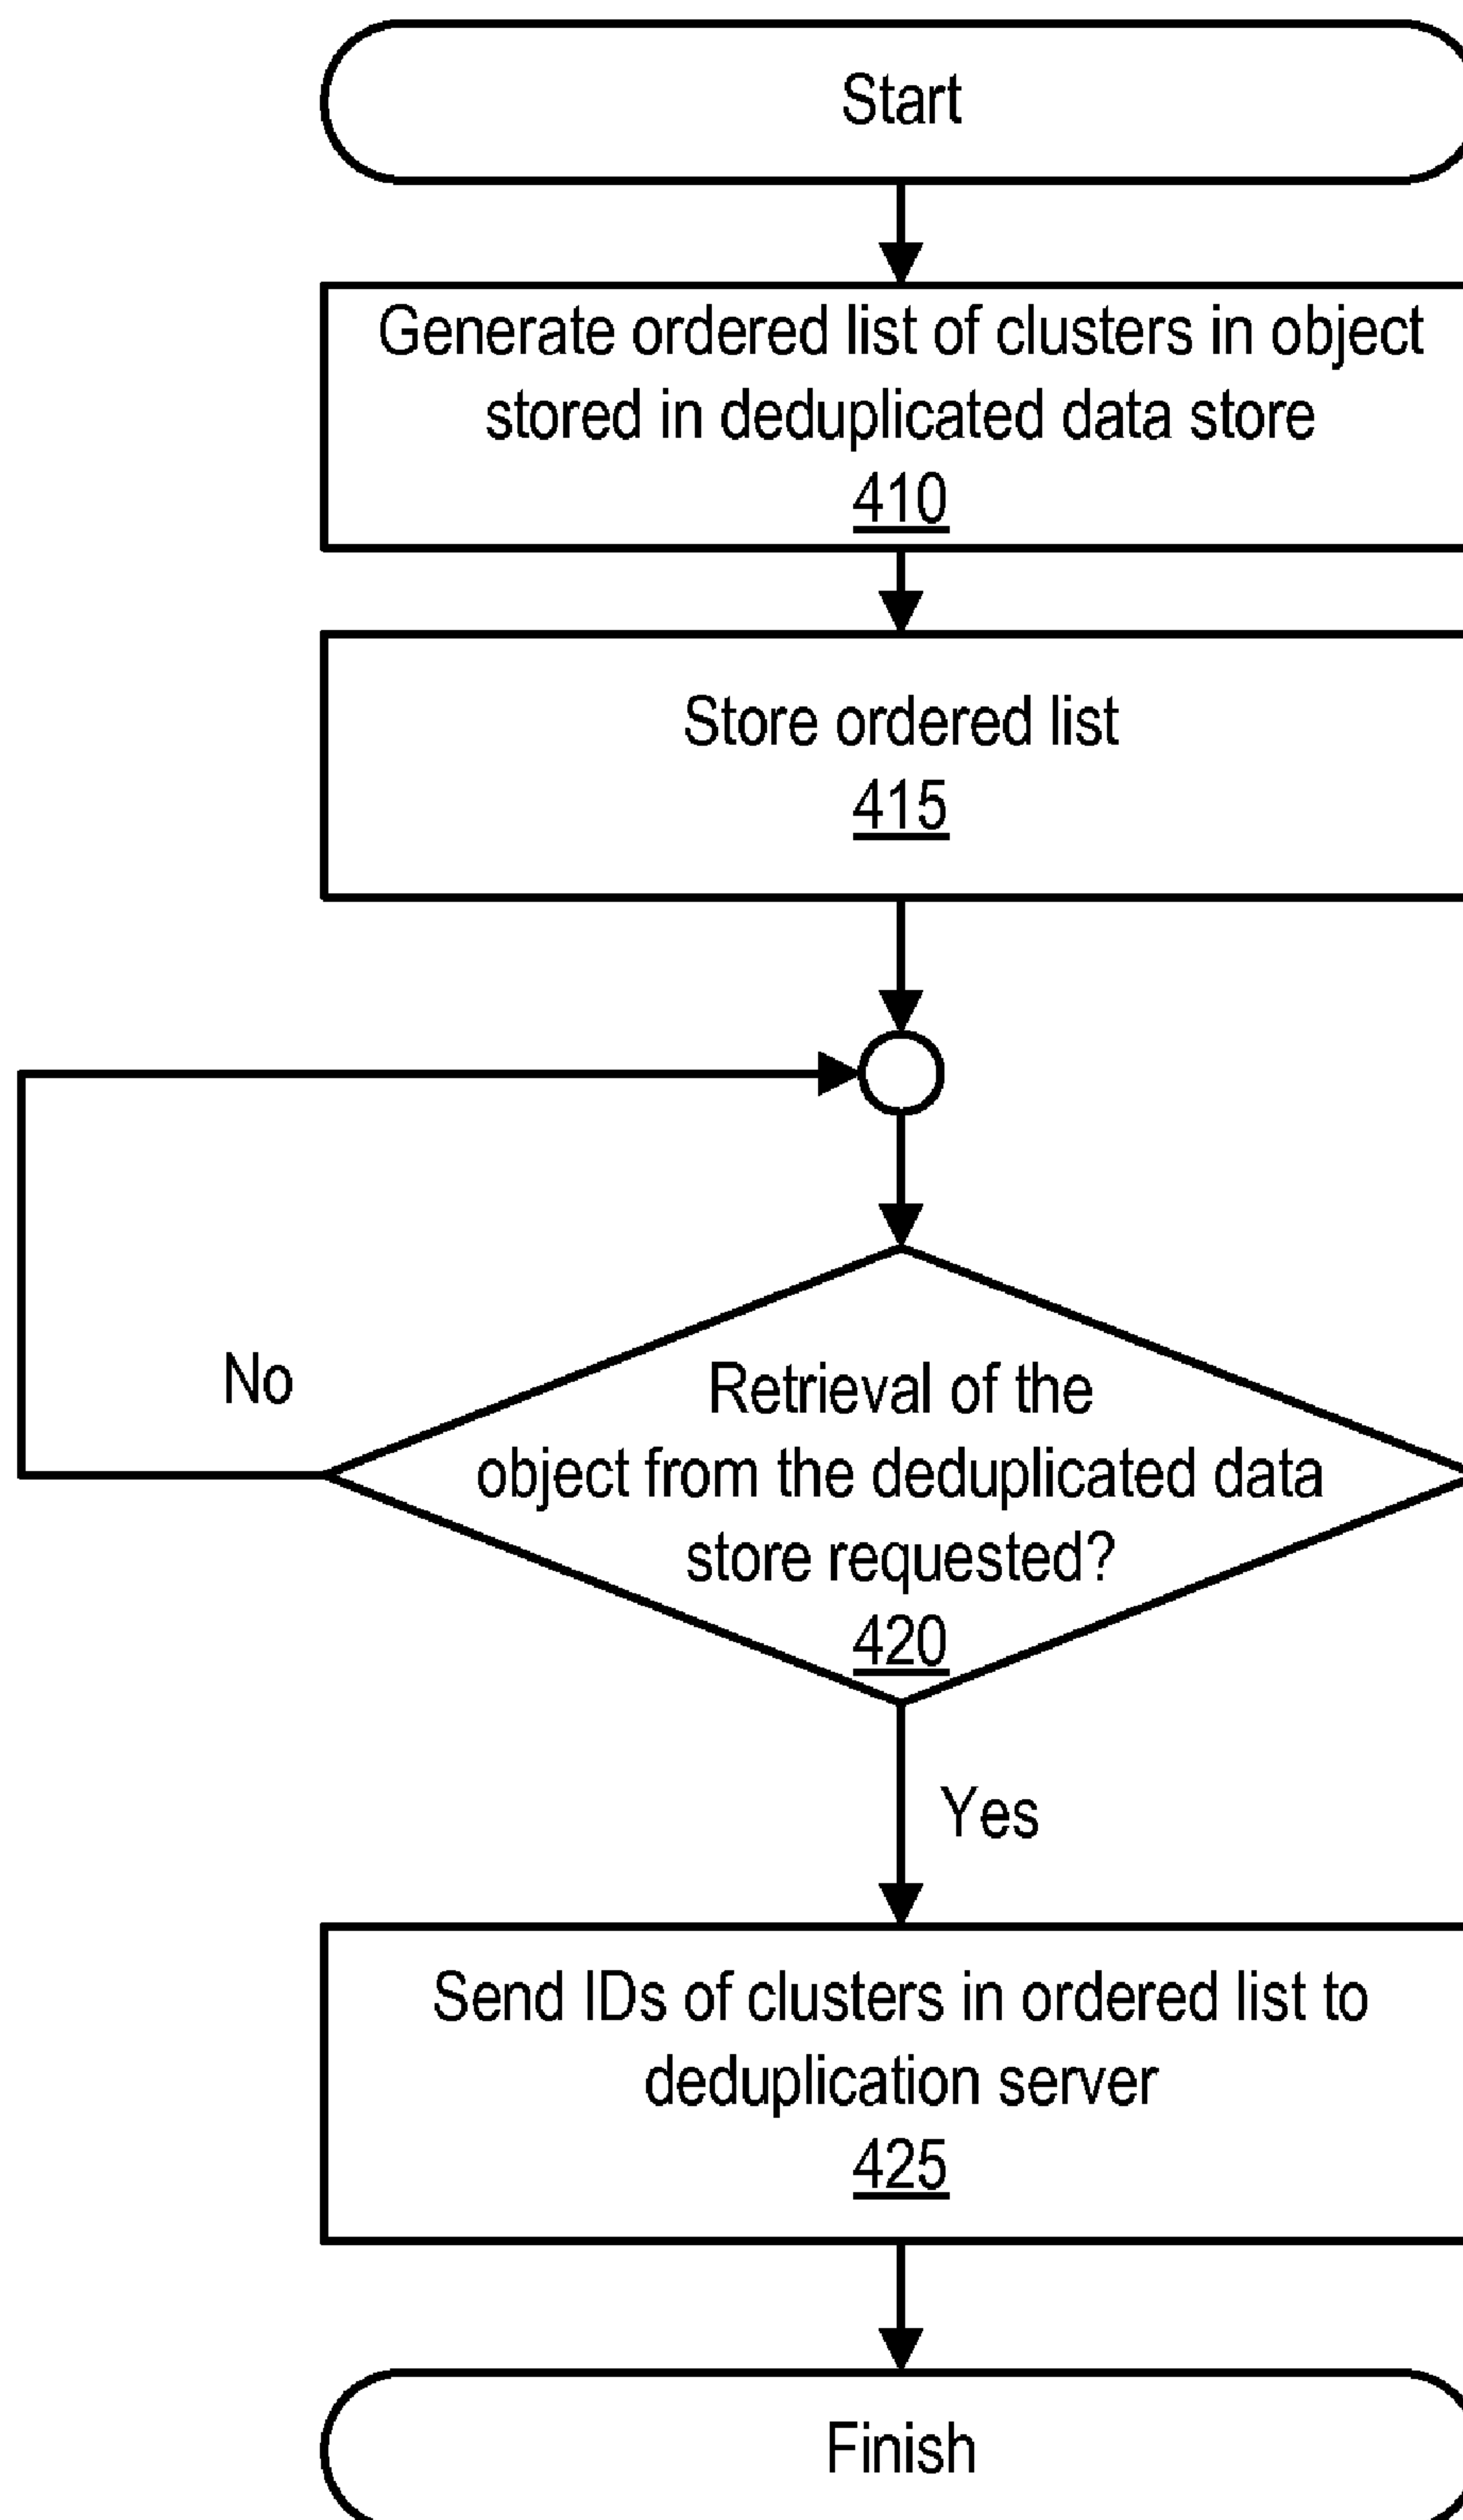 Start
Generate ordered list of clusters in object
stored in deduplicated data store
410
Store ordered list
415
No
Retrieval of the
object from the deduplicated data
store requested?
420
Yes
Send IDs of clusters in ordered list to
deduplication server
425
Finish